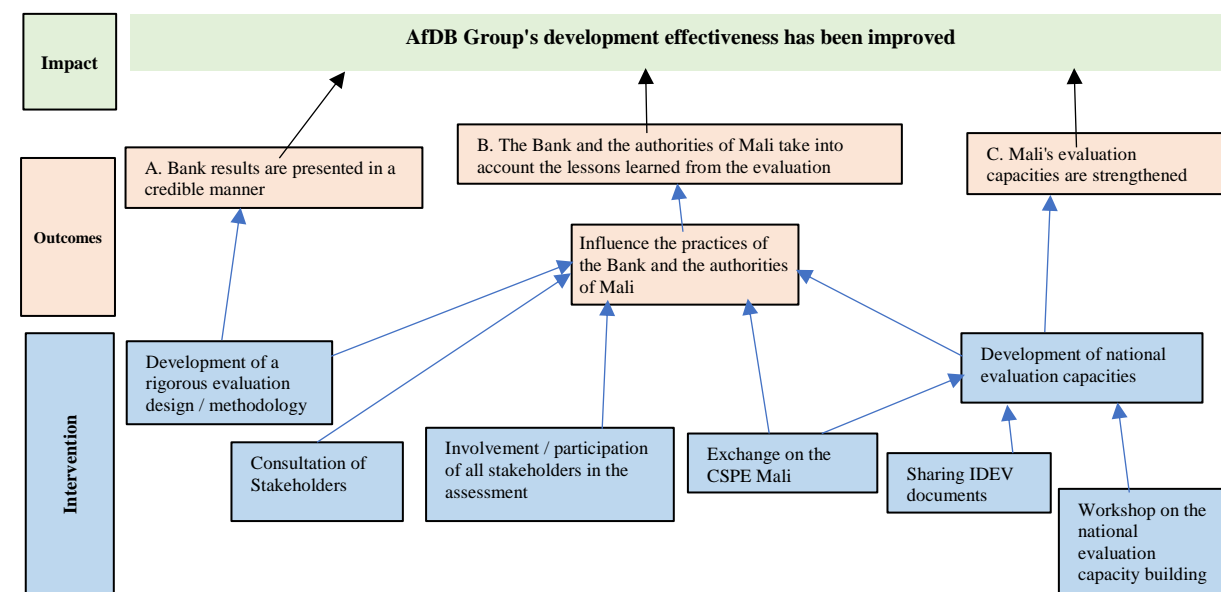 Impact
AfDB Group's development effectiveness has been improved
Outcomes
A. Bank results are presented in a
credible manner
B. The Bank and the authorities of Mali take into
account the lessons learned from the evaluation
C. Mali's evaluation
capacities are strengthened
Influence the practices of
the Bank and the authorities
of Mali
Intervention
Development of a
rigorous evaluation
design / methodology
Development of national
evaluation capacities
Consultation of
Stakeholders
Involvement / participation
of all stakeholders in the
assessment
Exchange on the
CSPE Mali
Sharing IDEV
documents
Workshop on the
national
evaluation
capacity building